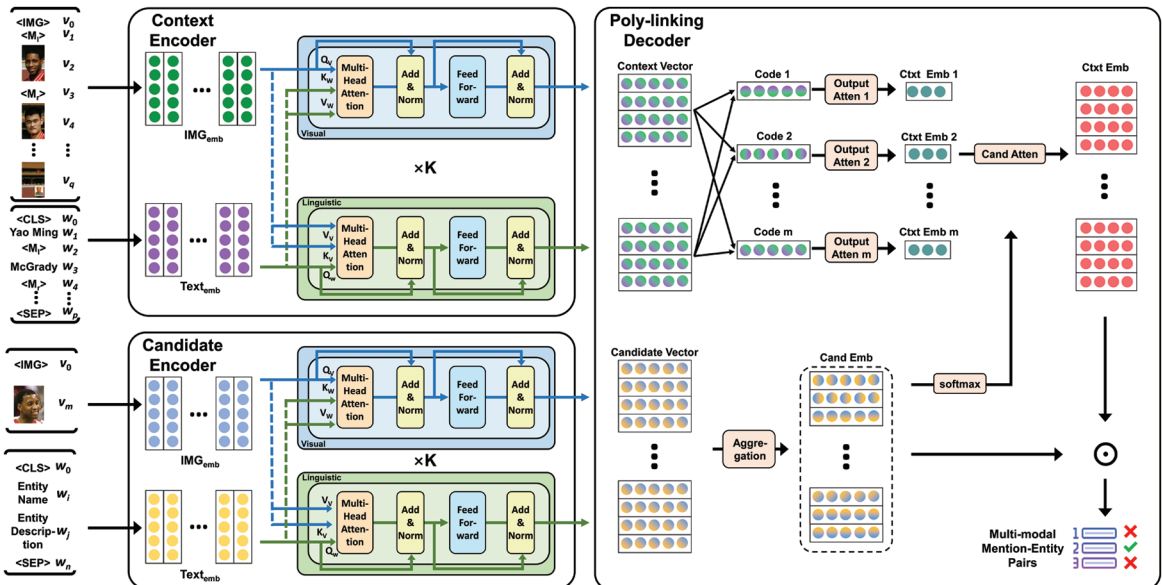 <IMG> v0
<Ml> v1
v2
<Mr> v3
v4
vq
<CLS> w0
Yao Ming w1
<Ml> w2
McGrady w3
<Mr> w4
<SEP> wp
Context
Encoder
IMGemb
Textemb
QV
KW
VW
Multi-
Head
Atten-
tion
Add
&
Norm
Feed
For-
ward
Add
&
Norm
Visual
×K
Linguistic
VV
KV
Qw
Multi-
Head
Atten-
tion
Add
&
Norm
Feed
For-
ward
Add
&
Norm
<IMG> v0
vm
<CLS> w0
Entity
Name wi
Entity
Descrip-wj
tion
<SEP> wn
Candidate
Encoder
IMGemb
Textemb
QV
KW
VW
Multi-
Head
Atten-
tion
Add
&
Norm
Feed
For-
ward
Add
&
Norm
Visual
×K
Linguistic
VV
KV
Qw
Multi-
Head
Atten-
tion
Add
&
Norm
Feed
For-
ward
Add
&
Norm
Poly-linking
Decoder
Context Vector
Code 1
Output
Atten 1
Ctxt Emb 1
Code 2
Output
Atten 2
Ctxt Emb 2
Code m
Output
Atten m
Ctxt Emb m
Cand Atten
Ctxt Emb
Candidate Vector
Aggre-
gation
Cand Emb
softmax
Multi-modal 1
Mention-Entity 2
Pairs 3